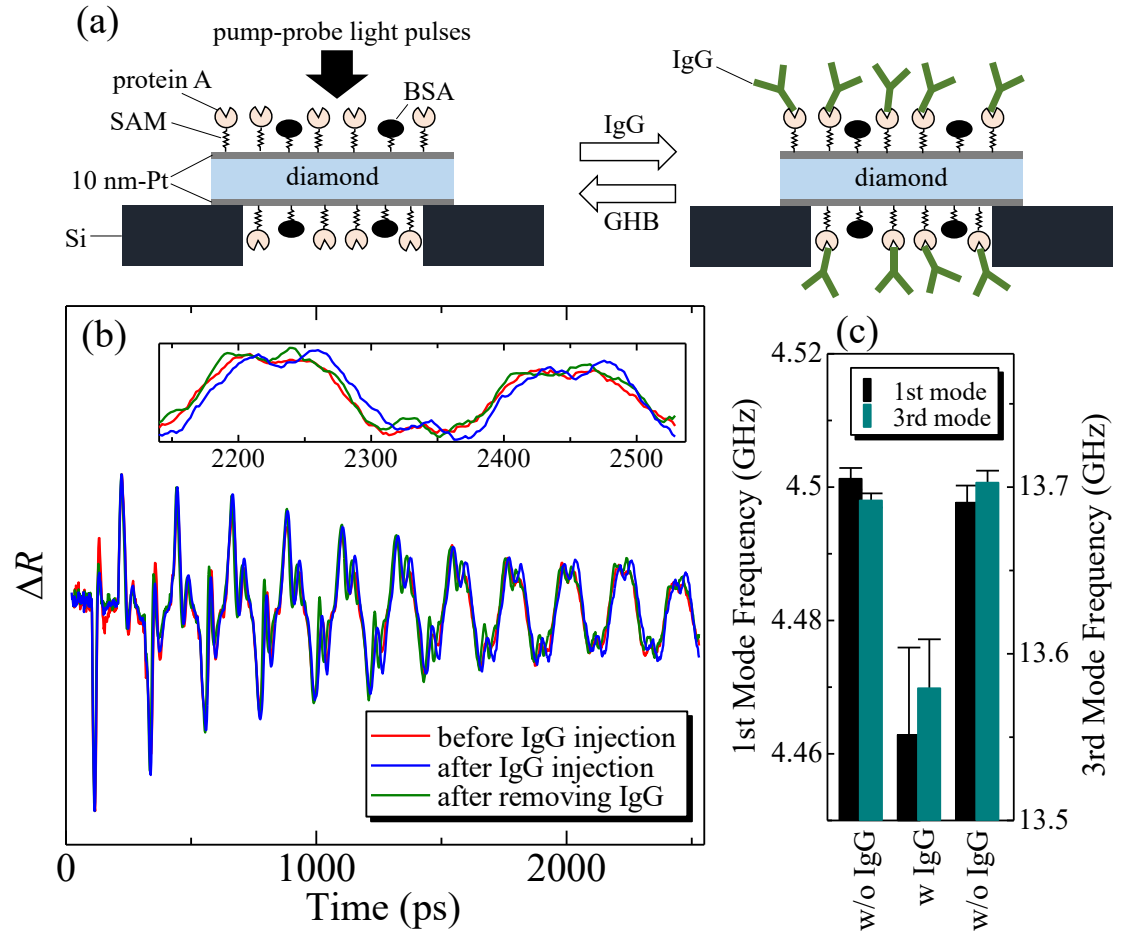 (a)
pump-probe light pulses
protein A
BSA
SAM
10 nm-Pt
diamond
Si
IgG
GHB
IgG
diamond
(b)
2200 2300 2400 2500
ΔR
before IgG injection
after IgG injection
after removing IgG
0 1000 2000
Time (ps)
(c)
4.52
4.5
4.48
4.46
1st Mode Frequency (GHz)
1st mode
3rd mode
13.7
13.6
13.5
3rd Mode Frequency (GHz)
w/o IgG
w IgG
w/o IgG